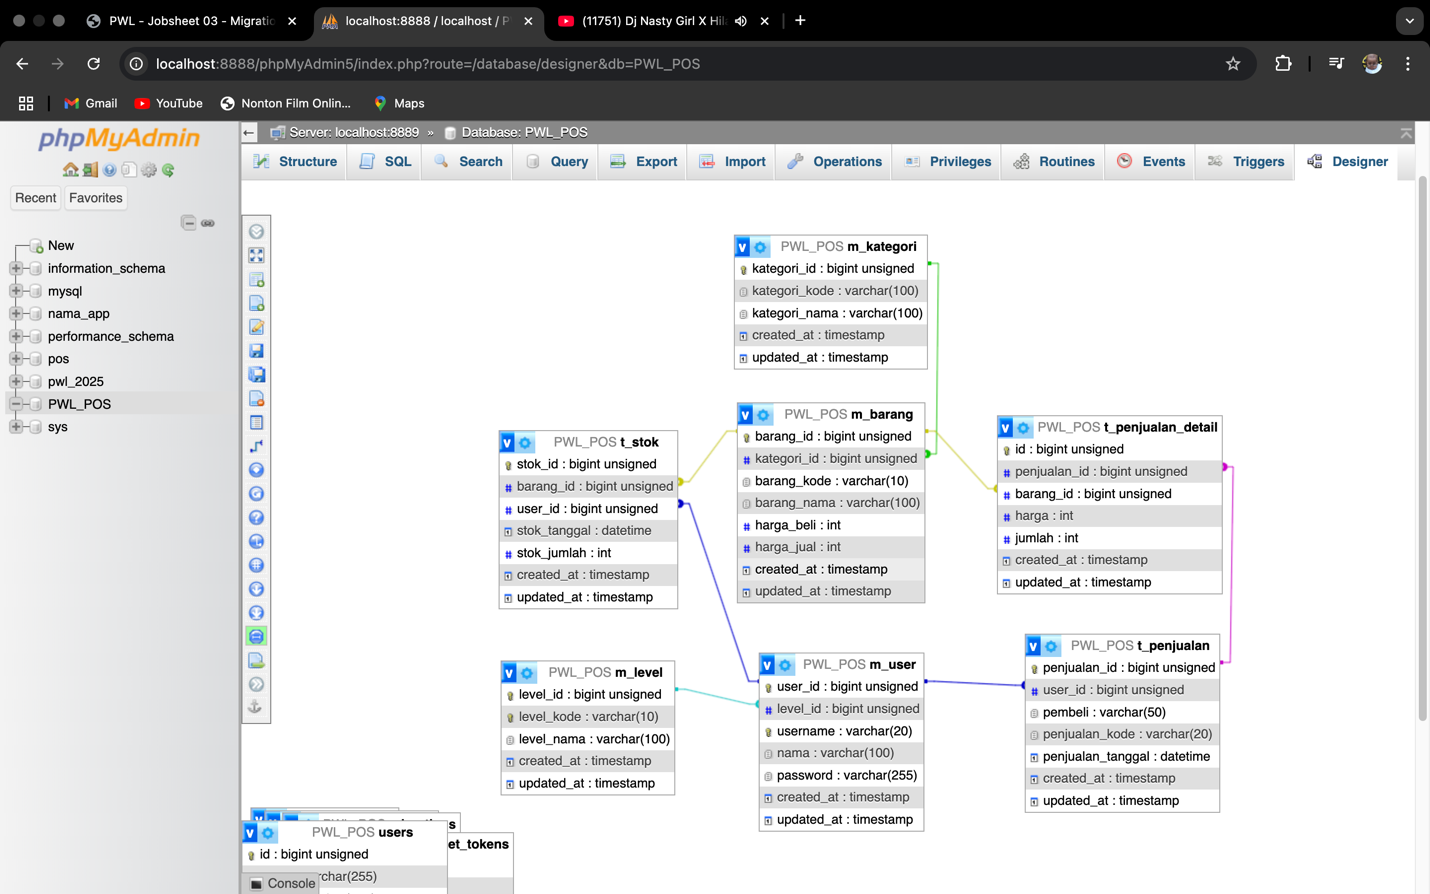 PWL - Jobsheet 03 - Migratio
localhost:8888 / localhost / P
(11751) Dj Nasty Girl X Hil
localhost:8888/phpMyAdmin5/index.php?route=/database/designer&db=PWL_POS
Gmail
YouTube
Nonton Film Onlin...
Maps
phpMyAdmin
Recent
Favorites
New
information_schema
mysql
nama_app
performance_schema
pos
pwl_2025
PWL_POS
sys
Server: localhost:8889 » Database: PWL_POS
Structure
SQL
Search
Query
Export
Import
Operations
Privileges
Routines
Events
Triggers
Designer
PWL_POS m_kategori
kategori_id : bigint unsigned
kategori_kode : varchar(100)
kategori_nama : varchar(100)
created_at : timestamp
updated_at : timestamp
PWL_POS m_barang
barang_id : bigint unsigned
kategori_id : bigint unsigned
barang_kode : varchar(10)
barang_nama : varchar(100)
harga_beli : int
harga_jual : int
created_at : timestamp
updated_at : timestamp
PWL_POS t_penjualan_detail
id : bigint unsigned
penjualan_id : bigint unsigned
barang_id : bigint unsigned
harga : int
jumlah : int
created_at : timestamp
updated_at : timestamp
PWL_POS t_stok
stok_id : bigint unsigned
barang_id : bigint unsigned
user_id : bigint unsigned
stok_tanggal : datetime
stok_jumlah : int
created_at : timestamp
updated_at : timestamp
PWL_POS m_level
level_id : bigint unsigned
level_kode : varchar(10)
level_nama : varchar(100)
created_at : timestamp
updated_at : timestamp
PWL_POS m_user
user_id : bigint unsigned
level_id : bigint unsigned
username : varchar(20)
nama : varchar(100)
password : varchar(255)
created_at : timestamp
updated_at : timestamp
PWL_POS t_penjualan
penjualan_id : bigint unsigned
user_id : bigint unsigned
pembeli : varchar(50)
penjualan_kode : varchar(20)
penjualan_tanggal : datetime
created_at : timestamp
updated_at : timestamp
PWL_POS users
id : bigint unsigned
rchar(255)
et_tokens
Console